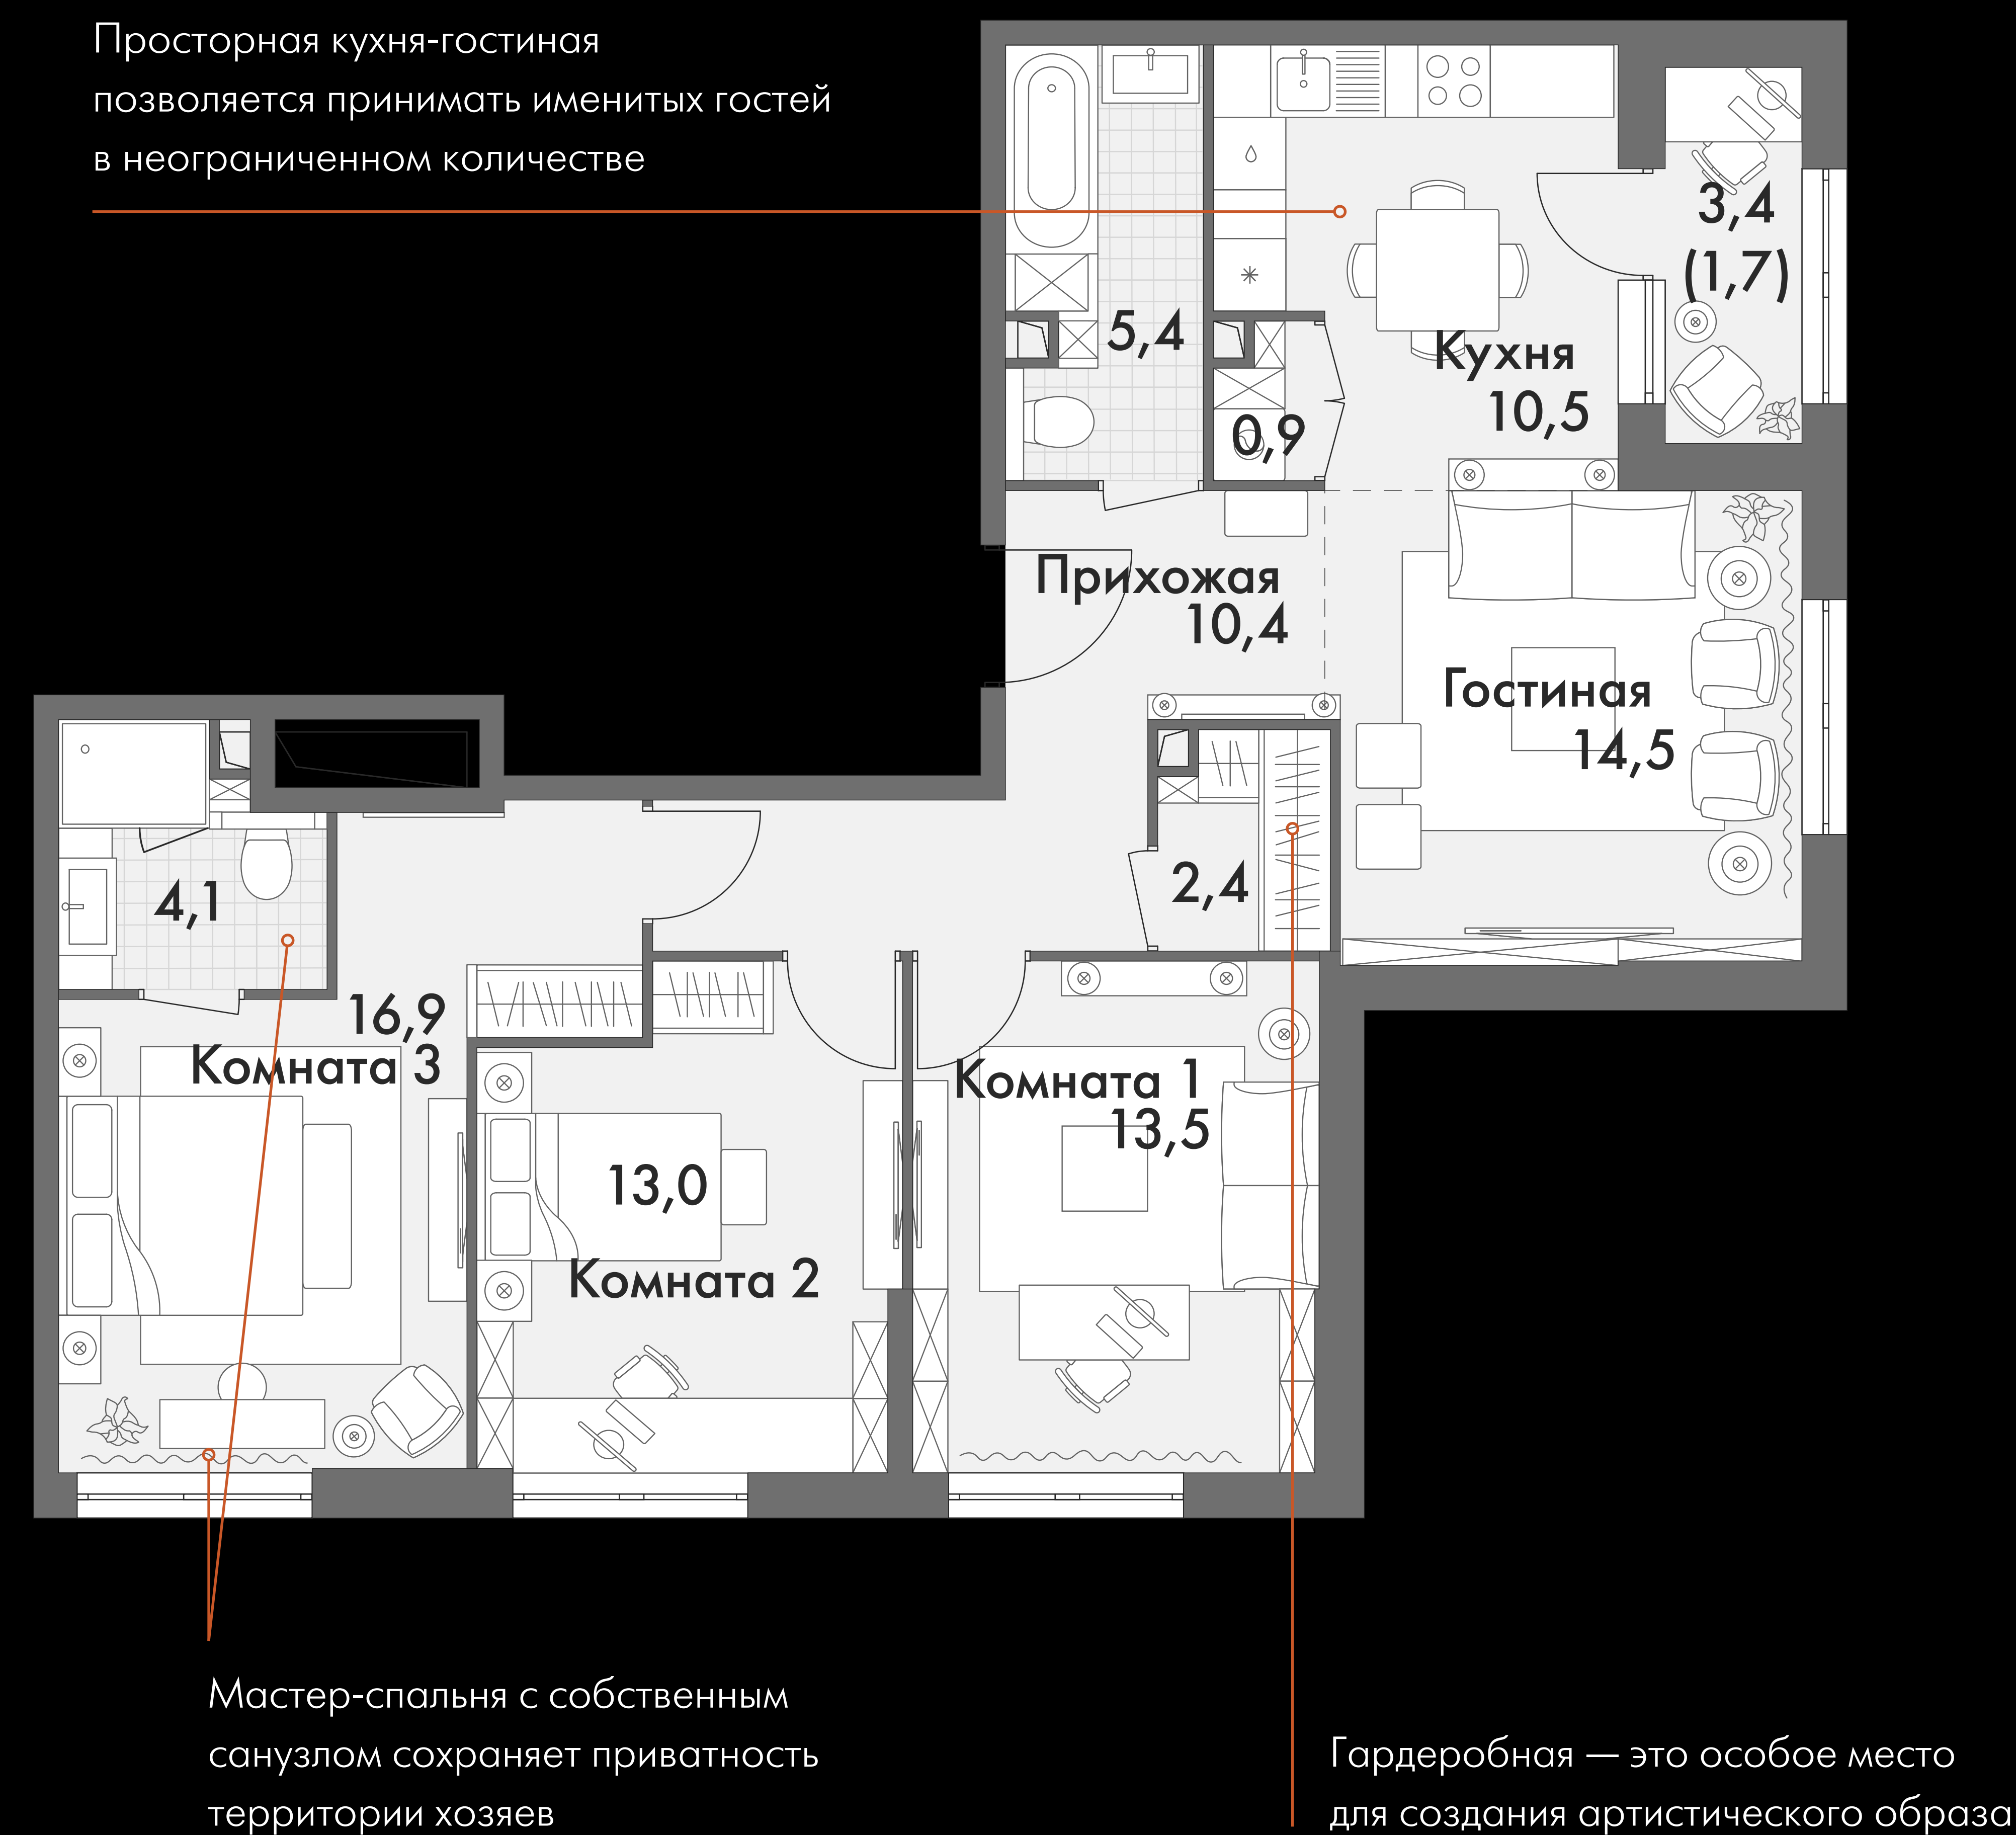 Просторная кухня-гостиная
позволяется принимать именитых гостей
в неограниченном количестве
3,4
(1,7)
5,4
Кухня
10,5
0,9
Прихожая
10,4
Гостиная
14,5
2,4
4,1
16,9
Комната 3
Комната 1
13,5
13,0
Комната 2
Мастер-спальня с собственным
санузлом сохраняет приватность
территории хозяев
Гардеробная — это особое место
для создания артистического образа